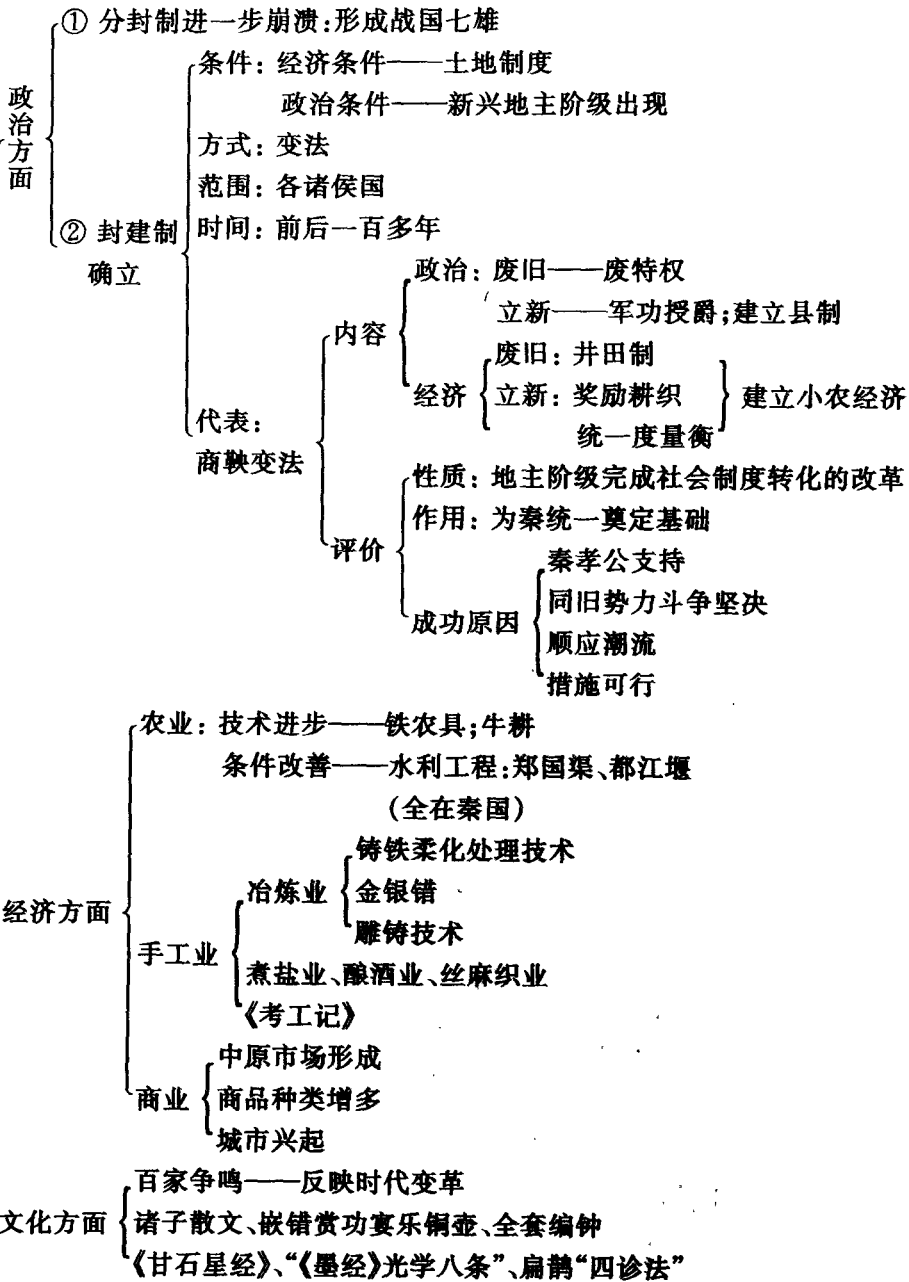 政治方面
① 分封制进一步崩溃:形成战国七雄
② 封建制
确立
条件: 经济条件——土地制度
政治条件——新兴地主阶级出现
方式: 变法
范围: 各诸侯国
时间: 前后一百多年
代表:
商鞅变法
内容
政治: 废旧——废特权
立新——军功授爵;建立县制
经济
废旧: 井田制
立新: 奖励耕织
统一度量衡
建立小农经济
评价
性质: 地主阶级完成社会制度转化的改革
作用: 为秦统一奠定基础
成功原因
秦孝公支持
同旧势力斗争坚决
顺应潮流
措施可行
经济方面
农业: 技术进步——铁农具;牛耕
条件改善——水利工程:郑国渠、都江堰
(全在秦国)
手工业
冶炼业
铸铁柔化处理技术
金银错
雕铸技术
煮盐业、酿酒业、丝麻织业
《考工记》
商业
中原市场形成
商品种类增多
城市兴起
文化方面
百家争鸣——反映时代变革
诸子散文、嵌错赏功宴乐铜壶、全套编钟
《甘石星经》、“《墨经》光学八条”、扁鹊“四诊法”